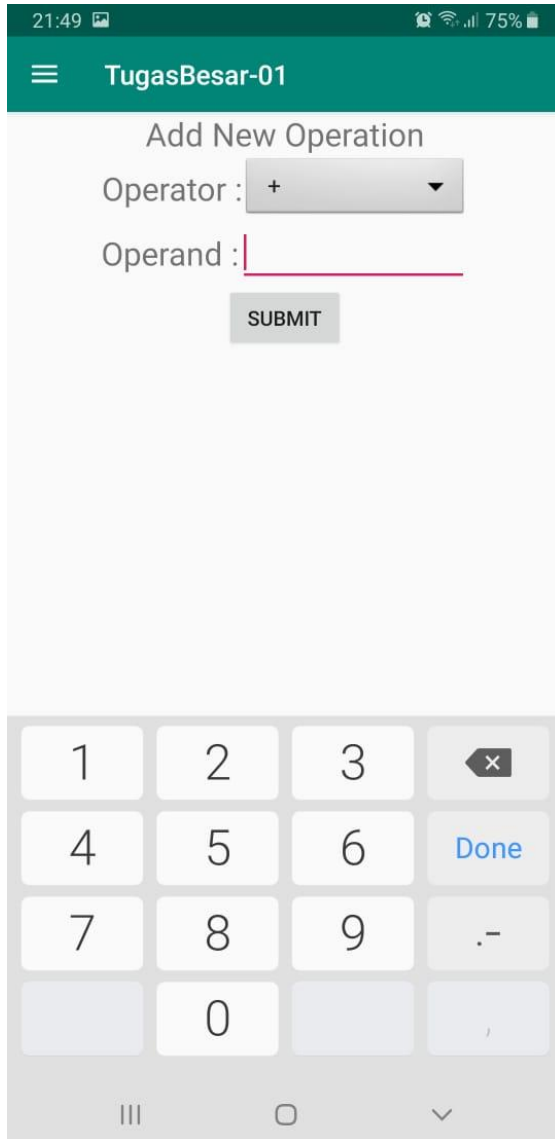 21:49 75%
TugasBesar-01
Add New Operation
Operator : +
Operand :
SUBMIT
1 2 3
4 5 6 Done
7 8 9 .-
0 ,